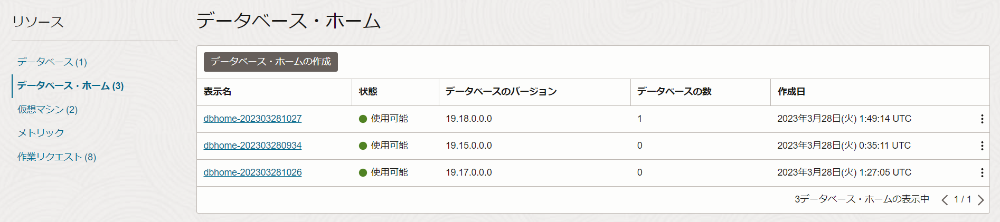 リソース
データベース (1)
データベース・ホーム (3)
仮想マシン (2)
メトリック
作業リクエスト (8)
データベース・ホーム
データベース・ホームの作成
表示名 状態 データベースのバージョン データベースの数 作成日
dbhome-202303281027 使用可能 19.18.0.0.0 1 2023年3月28日(火) 1:49:14 UTC
dbhome-202303280934 使用可能 19.15.0.0.0 0 2023年3月28日(火) 0:35:11 UTC
dbhome-202303281026 使用可能 19.17.0.0.0 0 2023年3月28日(火) 1:27:05 UTC
3データベース・ホームの表示中 1 / 1